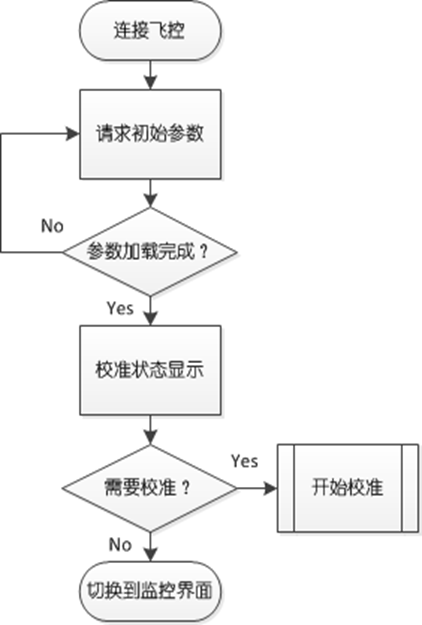 连接飞控
请求初始参数
No
参数加载完成？
Yes
校准状态显示
需要校准？
Yes
开始校准
No
切换到监控界面